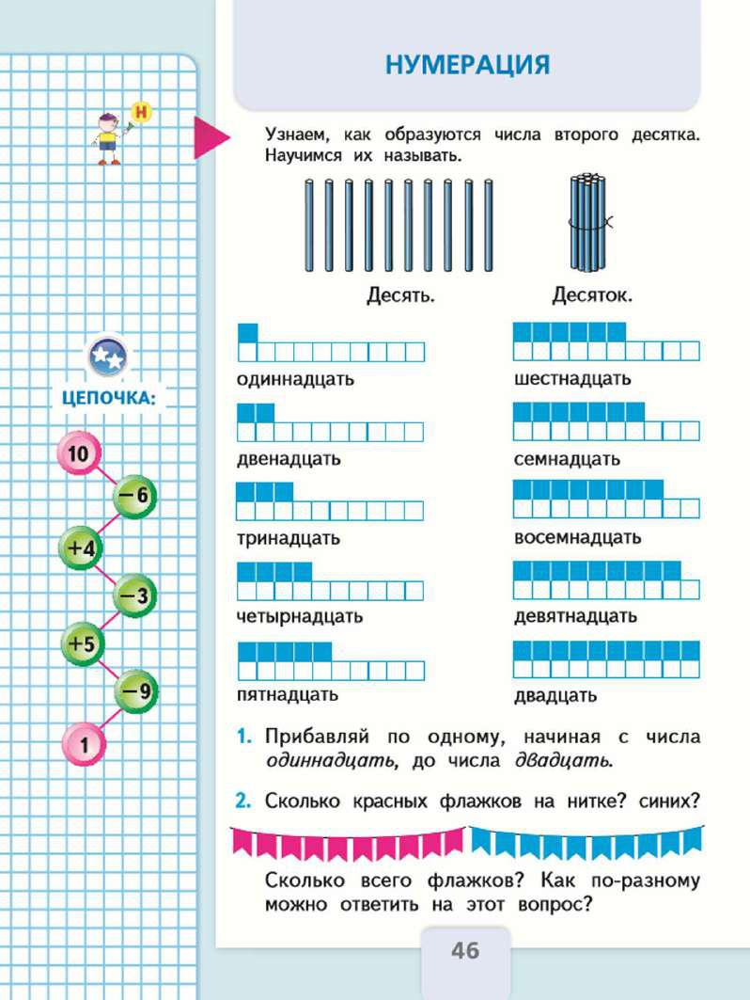 НУМЕРАЦИЯ
Н
Узнаем, как образуются числа второго десятка.
Научимся их называть.
Десять.
Десяток.
одиннадцать
шестнадцать
двенадцать
семнадцать
тринадцать
восемнадцать
четырнадцать
девятнадцать
пятнадцать
двадцать
ЦЕПОЧКА:
10
−6
+4
−3
+5
−9
1
1. Прибавляй по одному, начиная с числа
одиннадцать, до числа двадцать.
2. Сколько красных флажков на нитке? синих?
Сколько всего флажков? Как по-разному
можно ответить на этот вопрос?
46